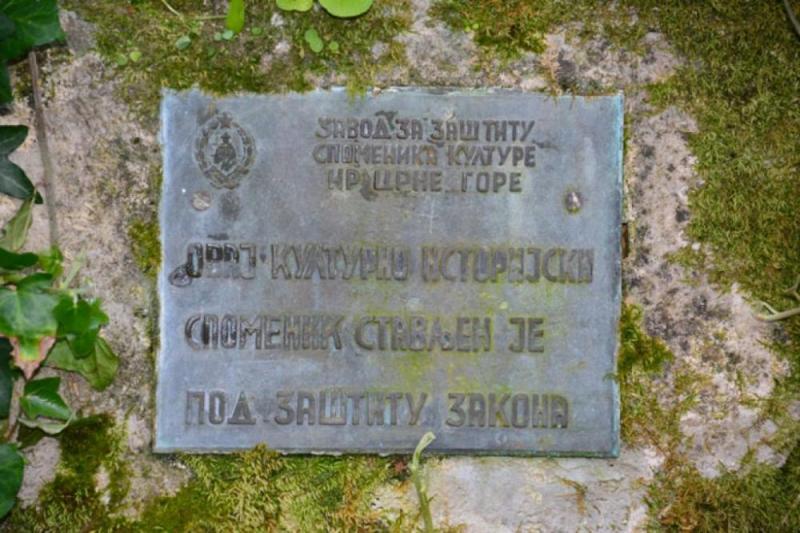 ЗАВОД ЗА ЗАШТИТУ
СПОМЕНИКА КУЛТУРЕ
НР ЦРНЕ ГОРЕ
ОВАЈ КУЛТУРНО ИСТОРИЈСКИ
СПОМЕНИК СТАВЉЕН ЈЕ
ПОД ЗАШТИТУ ЗАКОНА